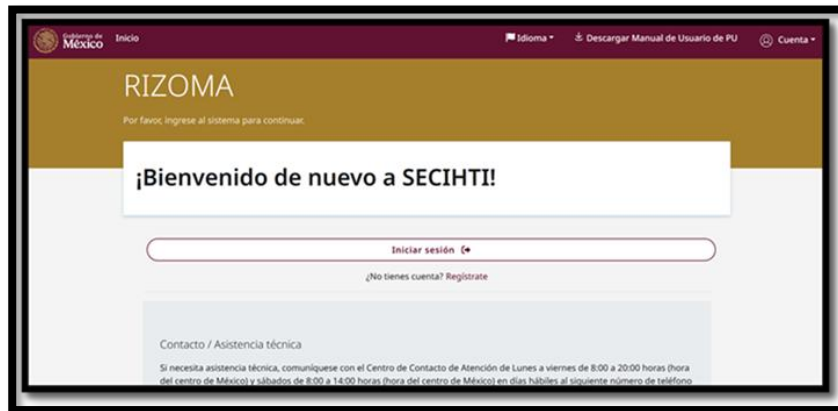 Gobierno de
México
Inicio
Idioma
Descargar Manual de Usuario de PU
Cuenta
RIZOMA
Por favor, ingrese al sistema para continuar.
¡Bienvenido de nuevo a SECIHTI!
Iniciar sesión
¿No tienes cuenta? Regístrate
Contacto / Asistencia técnica
Si necesita asistencia técnica, comuníquese con el Centro de Contacto de Atención de Lunes a viernes de 8:00 a 20:00 horas (hora
del centro de México) y sábados de 8:00 a 14:00 horas (hora del centro de México) en días hábiles al siguiente número de teléfono